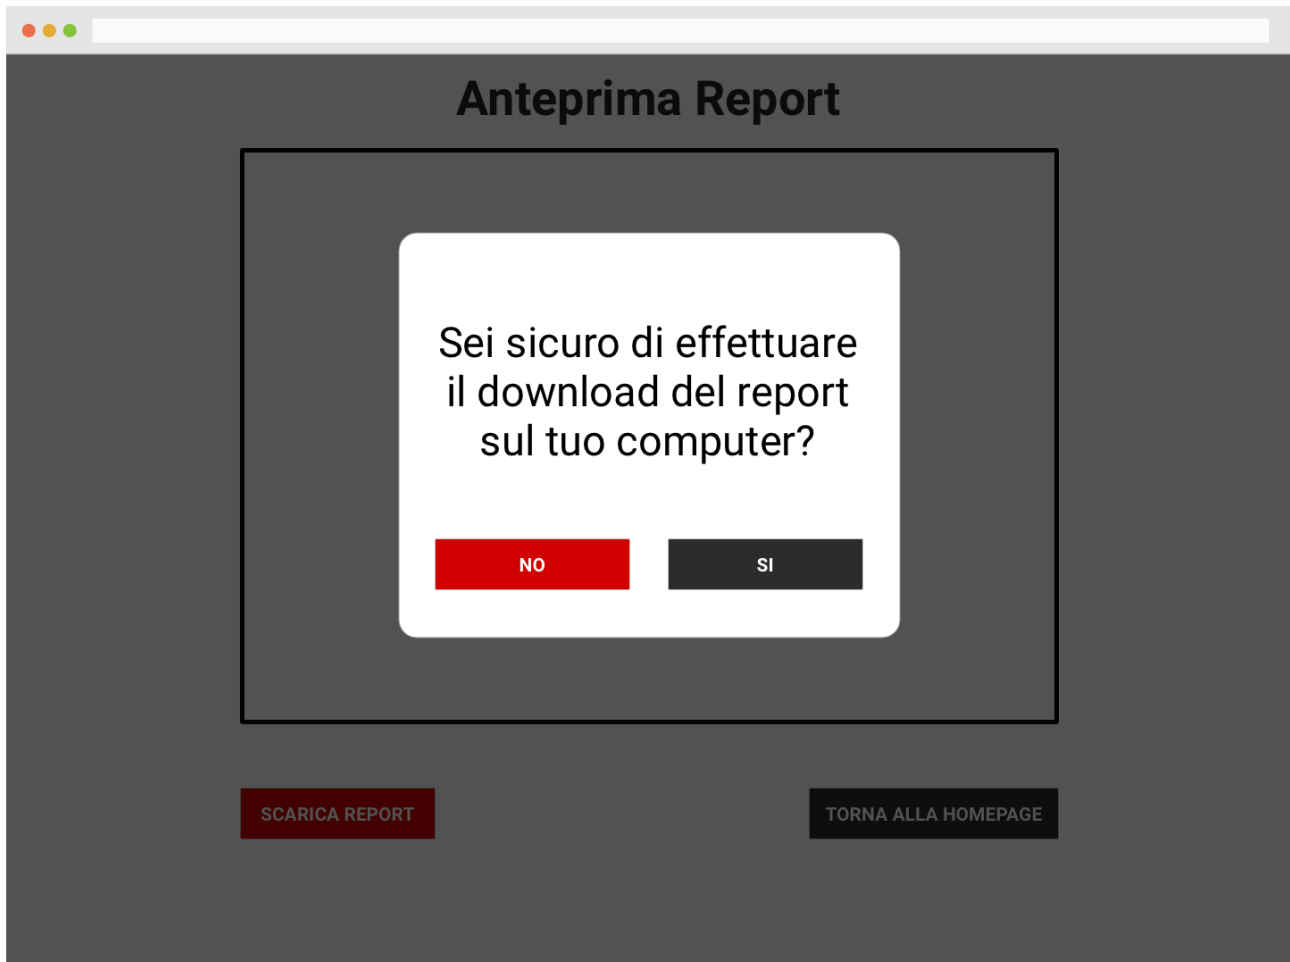 Anteprima Report
Sei sicuro di effettuare
il download del report
sul tuo computer?
NO
SI
SCARICA REPORT
TORNA ALLA HOMEPAGE